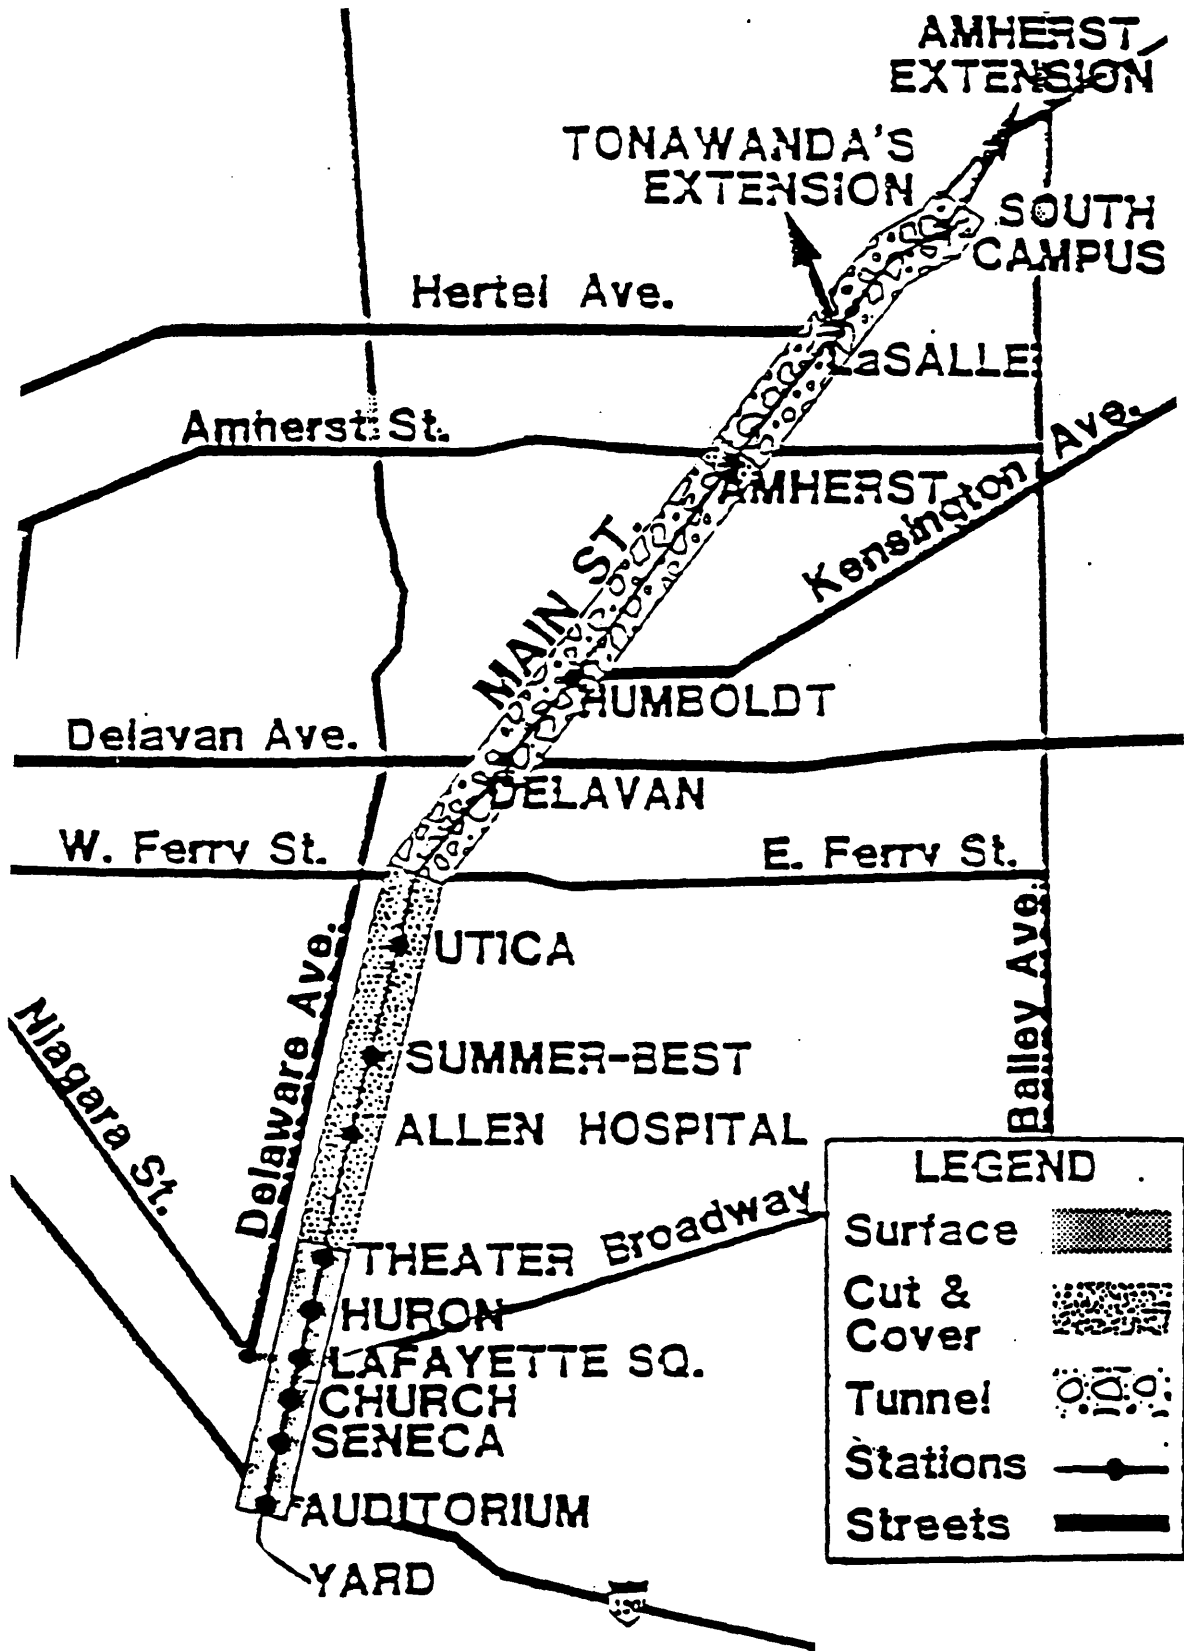 AMHERST
EXTENSION
TONAWANDA'S
EXTENSION
SOUTH
CAMPUS
Hertel Ave.
LaSALLE
Amherst St.
AMHERST
Kensington Ave.
MAIN ST.
HUMBOLDT
Delavan Ave.
DELAVAN
W. Ferry St.
E. Ferry St.
UTICA
Delaware Ave.
Bailey Ave.
Niagara St.
SUMMER-BEST
ALLEN HOSPITAL
Broadway
THEATER
HURON
LAFAYETTE SQ.
CHURCH
SENECA
AUDITORIUM
YARD
LEGEND
Surface
Cut &
Cover
Tunnel
Stations
Streets